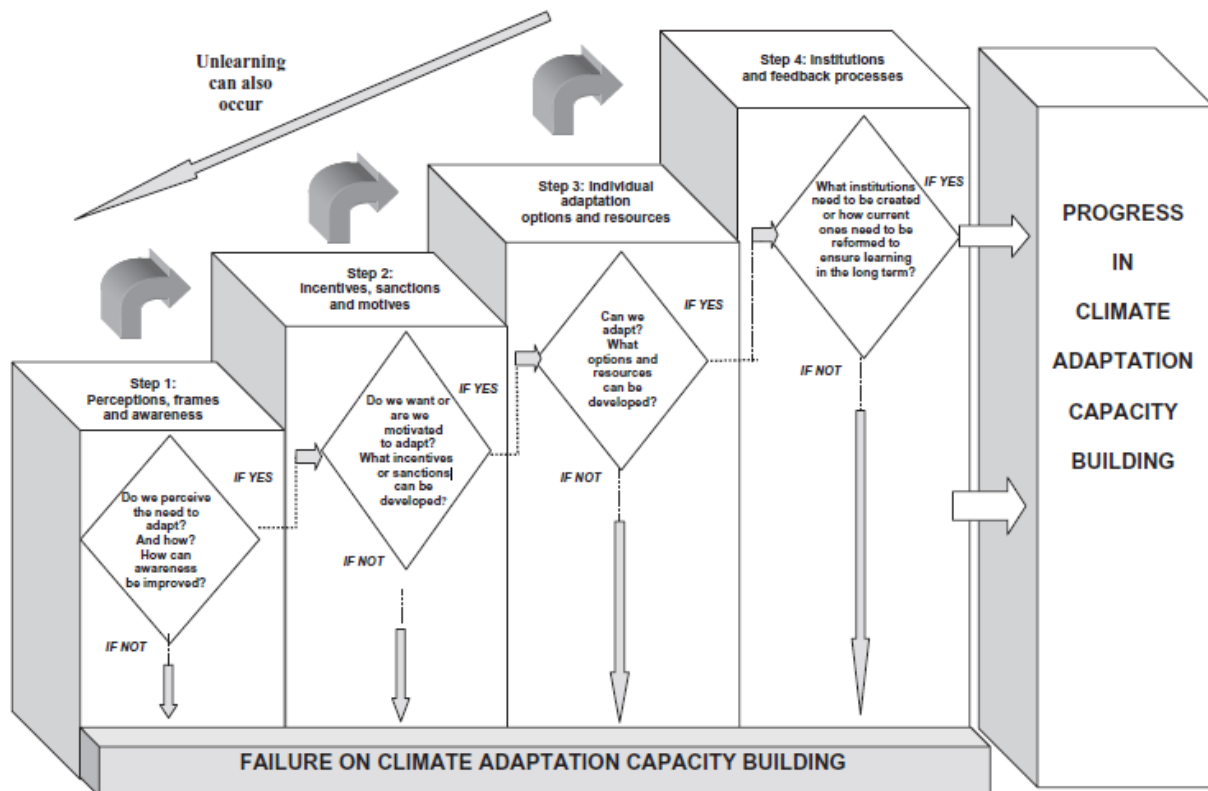 Unlearning
can also
occur
Step 1:
Perceptions, frames
and awareness
Do we perceive
the need to
adapt?
And how?
How can
awareness
be improved?
IF YES
IF NOT
Step 2:
Incentives, sanctions
and motives
Do we want or
are we
motivated
to adapt?
What incentives
or sanctions
can be
developed?
IF YES
IF NOT
Step 3: Individual
adaptation
options and resources
Can we
adapt?
What
options and
resources
can be
developed?
IF YES
IF NOT
Step 4: Institutions
and feedback processes
What institutions
need to be created
or how current
ones need to be
reformed to
ensure learning
in the long term?
IF YES
IF NOT
PROGRESS
IN
CLIMATE
ADAPTATION
CAPACITY
BUILDING
FAILURE ON CLIMATE ADAPTATION CAPACITY BUILDING